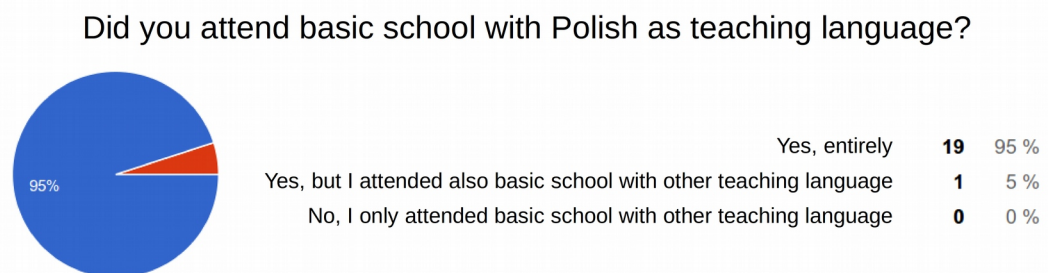 Did you attend basic school with Polish as teaching language?
Yes, entirely 19 95 %
95%
Yes, but I attended also basic school with other teaching language 1 5 %
No, I only attended basic school with other teaching language 0 0 %